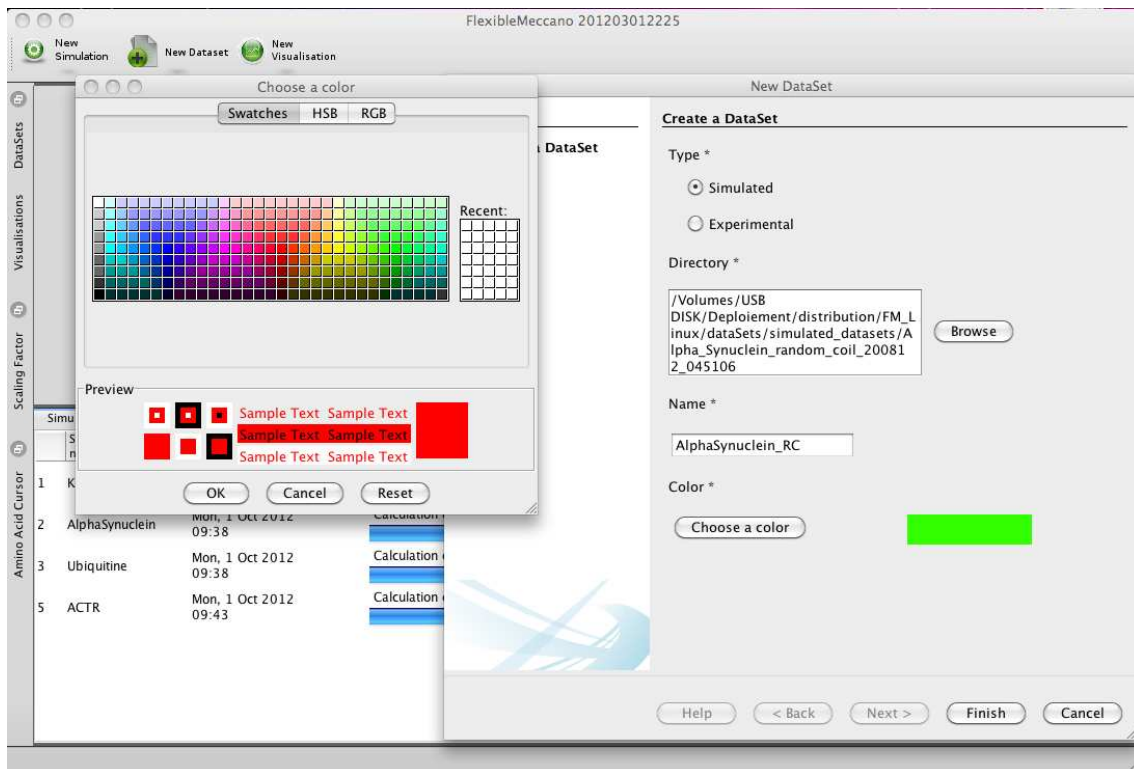 FlexibleMeccano 201203012225
New
Simulation
New Dataset
New
Visualisation
Choose a color
New DataSet
Swatches HSB RGB
Create a DataSet
DataSet
Type *
Simulated
Experimental
Directory *
/Volumes/USB
DISK/Deploiement/distribution/FM_L
inux/dataSets/simulated_datasets/A
lpha_Synuclein_random_coil_20081
2_045106
Browse
Name *
AlphaSynuclein_RC
Color *
Choose a color
Recent:
Preview
Sample Text Sample Text
Sample Text Sample Text
Sample Text Sample Text
OK Cancel Reset
DataSets
Visualisations
Scaling Factor
Amino Acid Cursor
Simu
S
n
1 K
2 AlphaSynuclein Mon, 1 Oct 2012
09:38
Calculation
3 Ubiquitine Mon, 1 Oct 2012
09:38
Calculation
5 ACTR Mon, 1 Oct 2012
09:43
Calculation
Help < Back Next > Finish Cancel